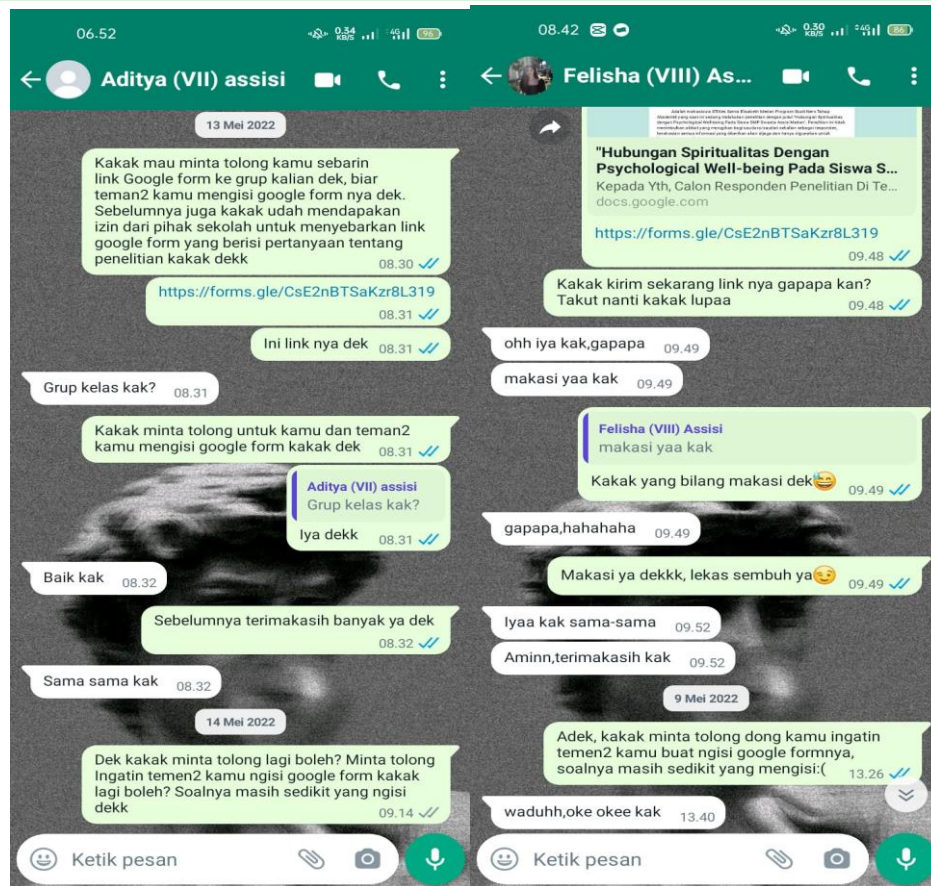 06.52
0.34
KB/S
4G
96
Aditya (VII) assisi
13 Mei 2022
Kakak mau minta tolong kamu sebarin
link Google form ke grup kalian dek, biar
teman2 kamu mengisi google form nya dek.
Sebelumnya juga kakak udah mendapakan
izin dari pihak sekolah untuk menyebarkan link
google form yang berisi pertanyaan tentang
penelitian kakak dekk
08.30
https://forms.gle/CsE2nBTSaKzr8L319
08.31
Ini link nya dek 08.31
Grup kelas kak? 08.31
Kakak minta tolong untuk kamu dan teman2
kamu mengisi google form kakak dek 08.31
Aditya (VII) assisi
Grup kelas kak?
Iya dekk 08.31
Baik kak 08.32
Sebelumnya terimakasih banyak ya dek
08.32
Sama sama kak 08.32
14 Mei 2022
Dek kakak minta tolong lagi boleh? Minta tolong
Ingatin temen2 kamu ngisi google form kakak
lagi boleh? Soalnya masih sedikit yang ngisi
dekk 09.14
Ketik pesan
08.42
0.30
KB/S
4G
86
Felisha (VIII) As...
"Hubungan Spiritualitas Dengan
Psychological Well-being Pada Siswa S...
Kepada Yth, Calon Responden Penelitian Di Te...
docs.google.com
https://forms.gle/CsE2nBTSaKzr8L319
09.48
Kakak kirim sekarang link nya gapapa kan?
Takut nanti kakak lupaa 09.48
ohh iya kak,gapapa 09.49
makasi yaa kak 09.49
Felisha (VIII) Assisi
makasi yaa kak
Kakak yang bilang makasi dek😅 09.49
gapapa,hahahaha 09.49
Makasi ya dekkk, lekas sembuh ya😉 09.49
Iyaa kak sama-sama 09.52
Aminn,terimakasih kak 09.52
9 Mei 2022
Adek, kakak minta tolong dong kamu ingatin
temen2 kamu buat ngisi google formnya,
soalnya masih sedikit yang mengisi:( 13.26
waduhh,oke okee kak 13.40
Ketik pesan